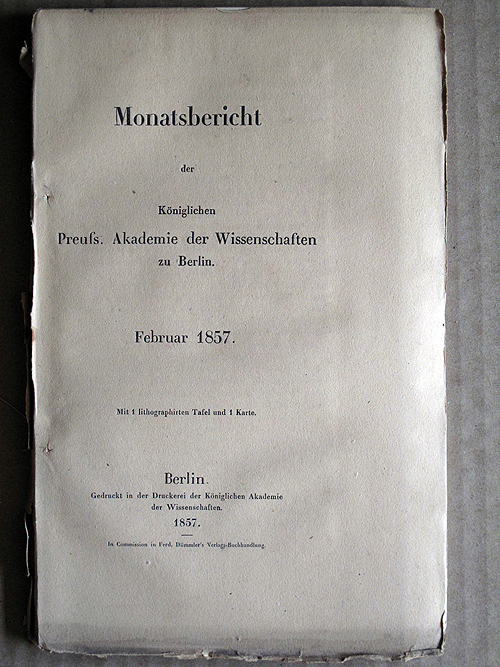 Monatsbericht
der
Königlichen
Preuſs. Akademie der Wissenschaften
zu Berlin.
Februar 1857.
Mit 1 lithographirten Tafel und 1 Karte.
Berlin.
Gedruckt in der Druckerei der Königlichen Akademie
der Wissenschaften.
1857.
In Commission in Ferd. Dümmler's Verlags-Buchhandlung.